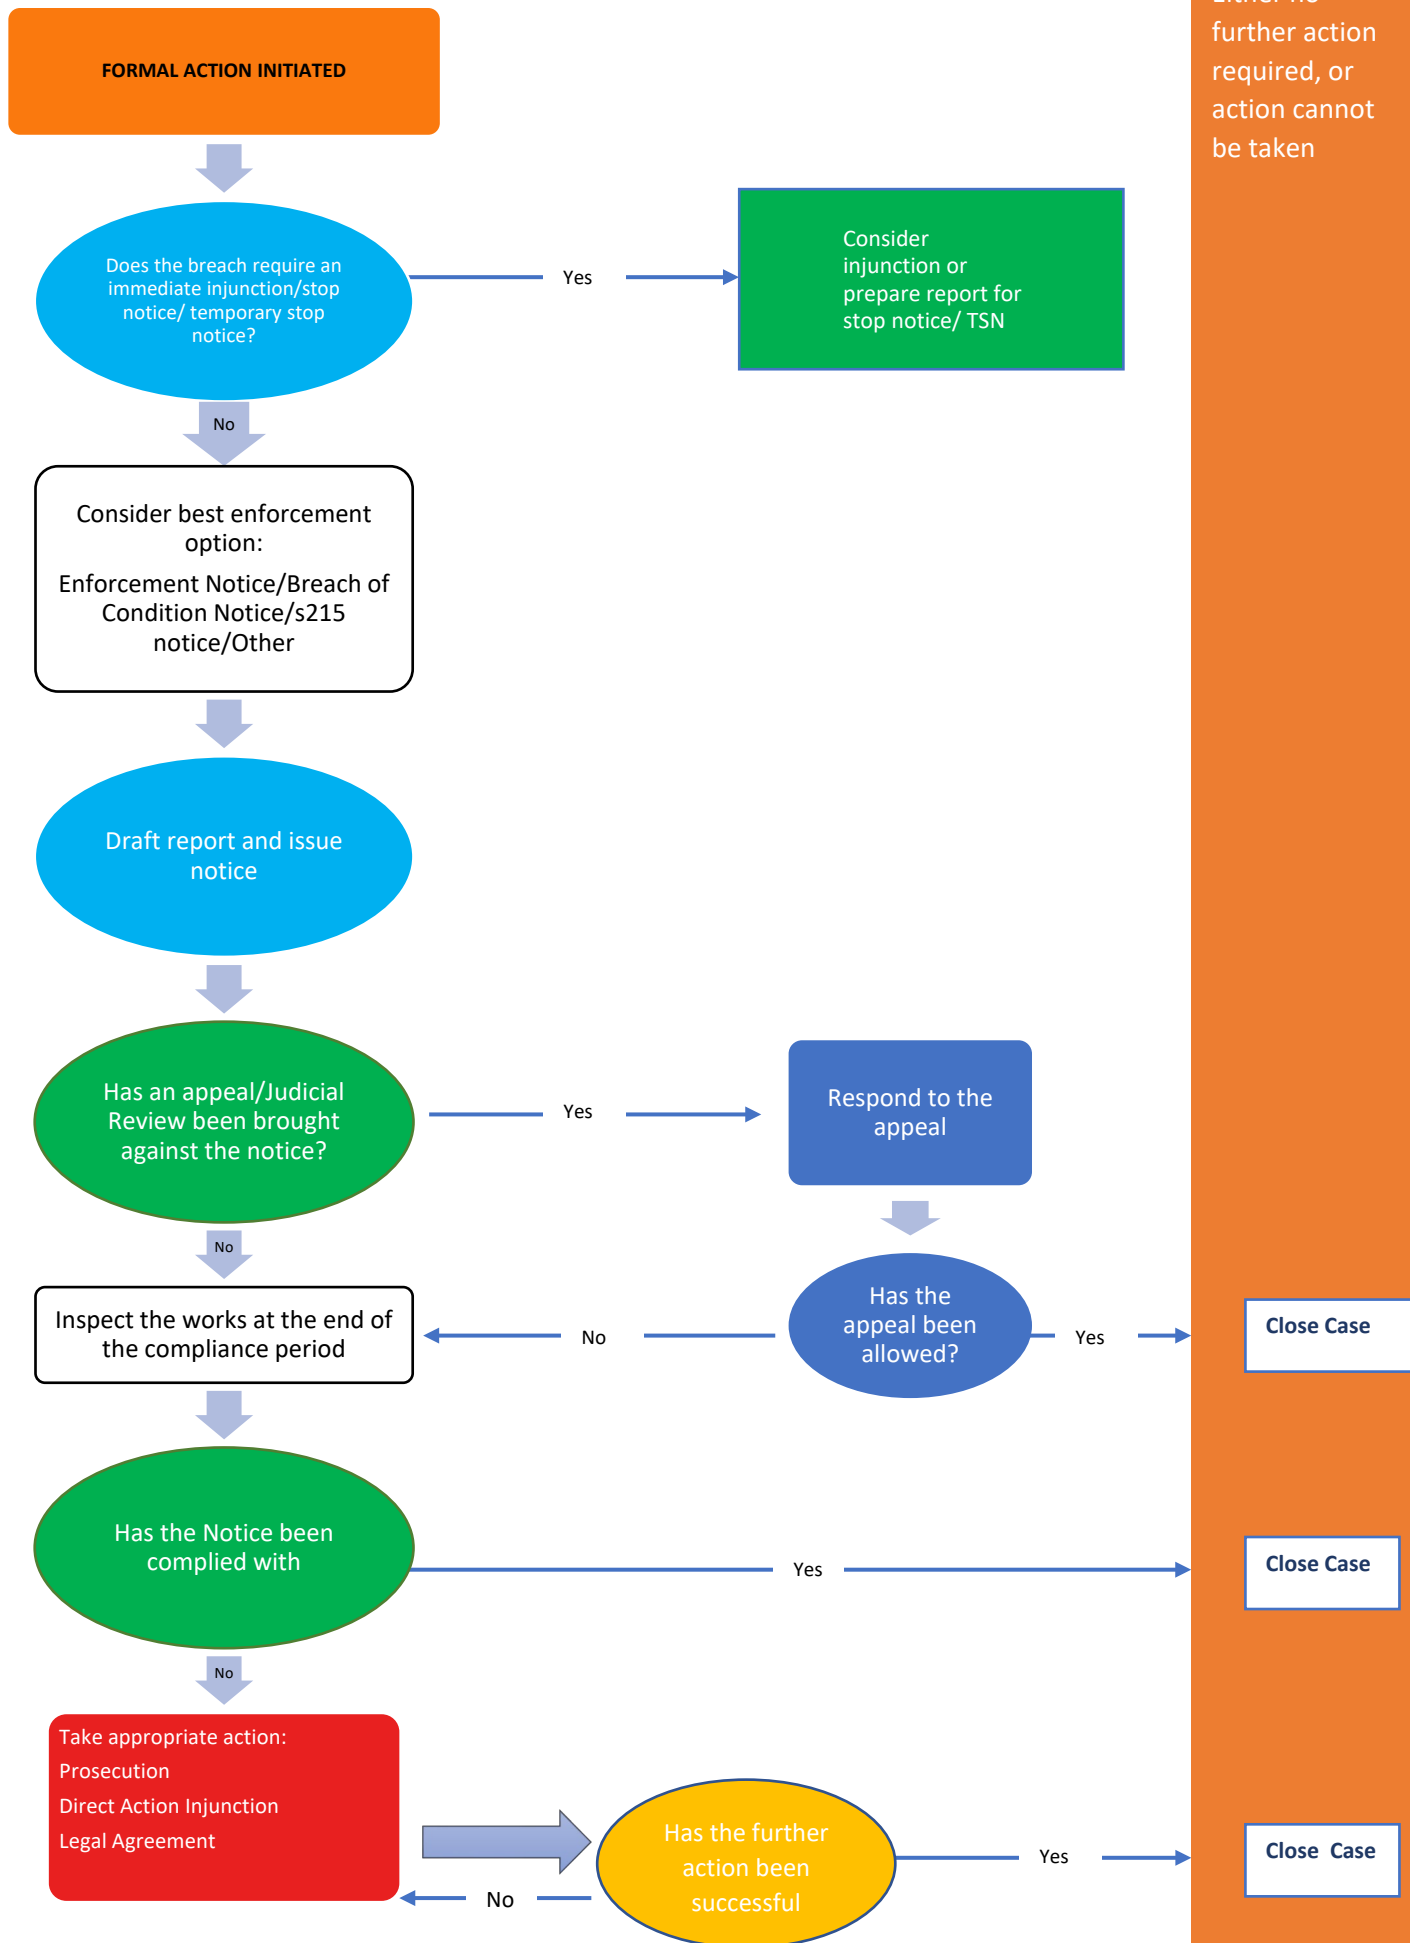 Either no
further action
required, or
action cannot
be taken
FORMAL ACTION INITIATED
Does the breach require an
immediate injunction/stop
notice/ temporary stop
notice?
Yes
Consider
injunction or
prepare report for
stop notice/ TSN
No
Consider best enforcement
option:
Enforcement Notice/Breach of
Condition Notice/s215
notice/Other
Draft report and issue
notice
Has an appeal/Judicial
Review been brought
against the notice?
Yes
Respond to the
appeal
No
Inspect the works at the end of
the compliance period
No
Has the
appeal been
allowed?
Yes
Close Case
Has the Notice been
complied with
Yes
Close Case
No
Take appropriate action:
Prosecution
Direct Action Injunction
Legal Agreement
Has the further
action been
successful
Yes
Close  Case
No